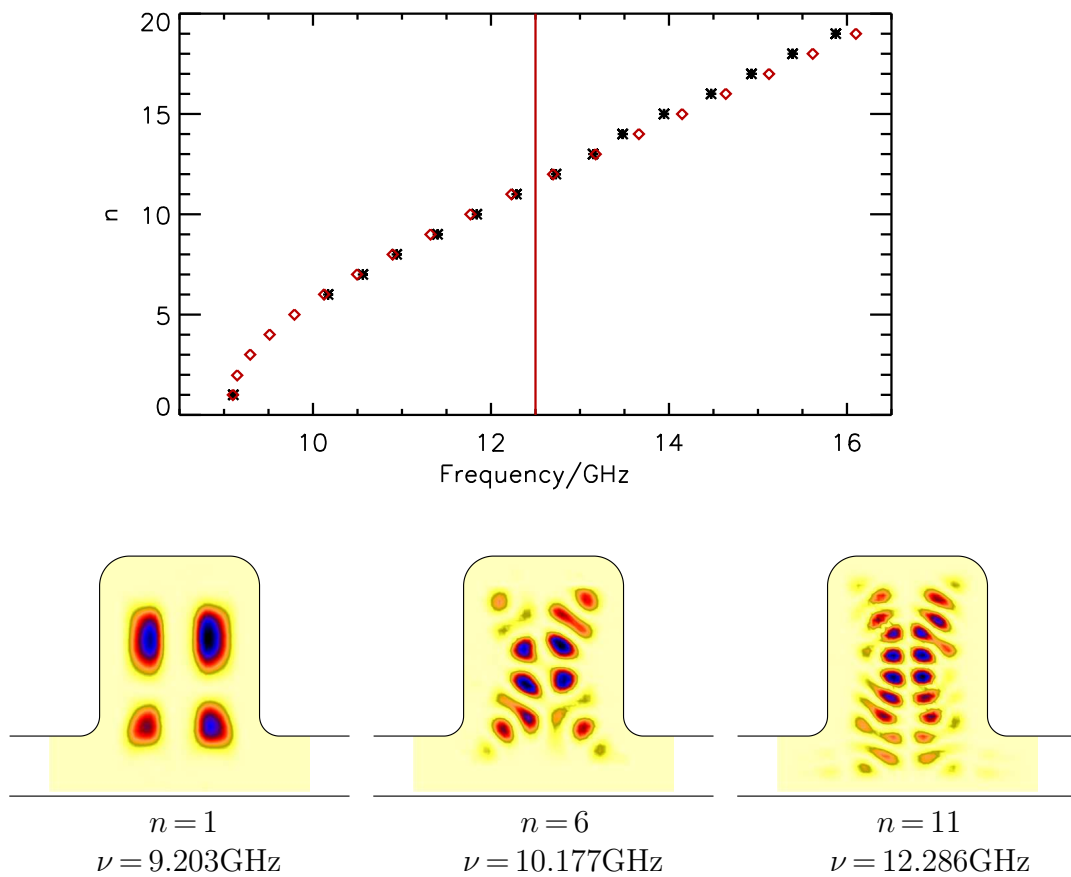 20
15
10
5
0
n
10 12 14 16
Frequency/GHz
n = 1 n = 6 n = 11
ν = 9.203GHz ν = 10.177GHz ν = 12.286GHz